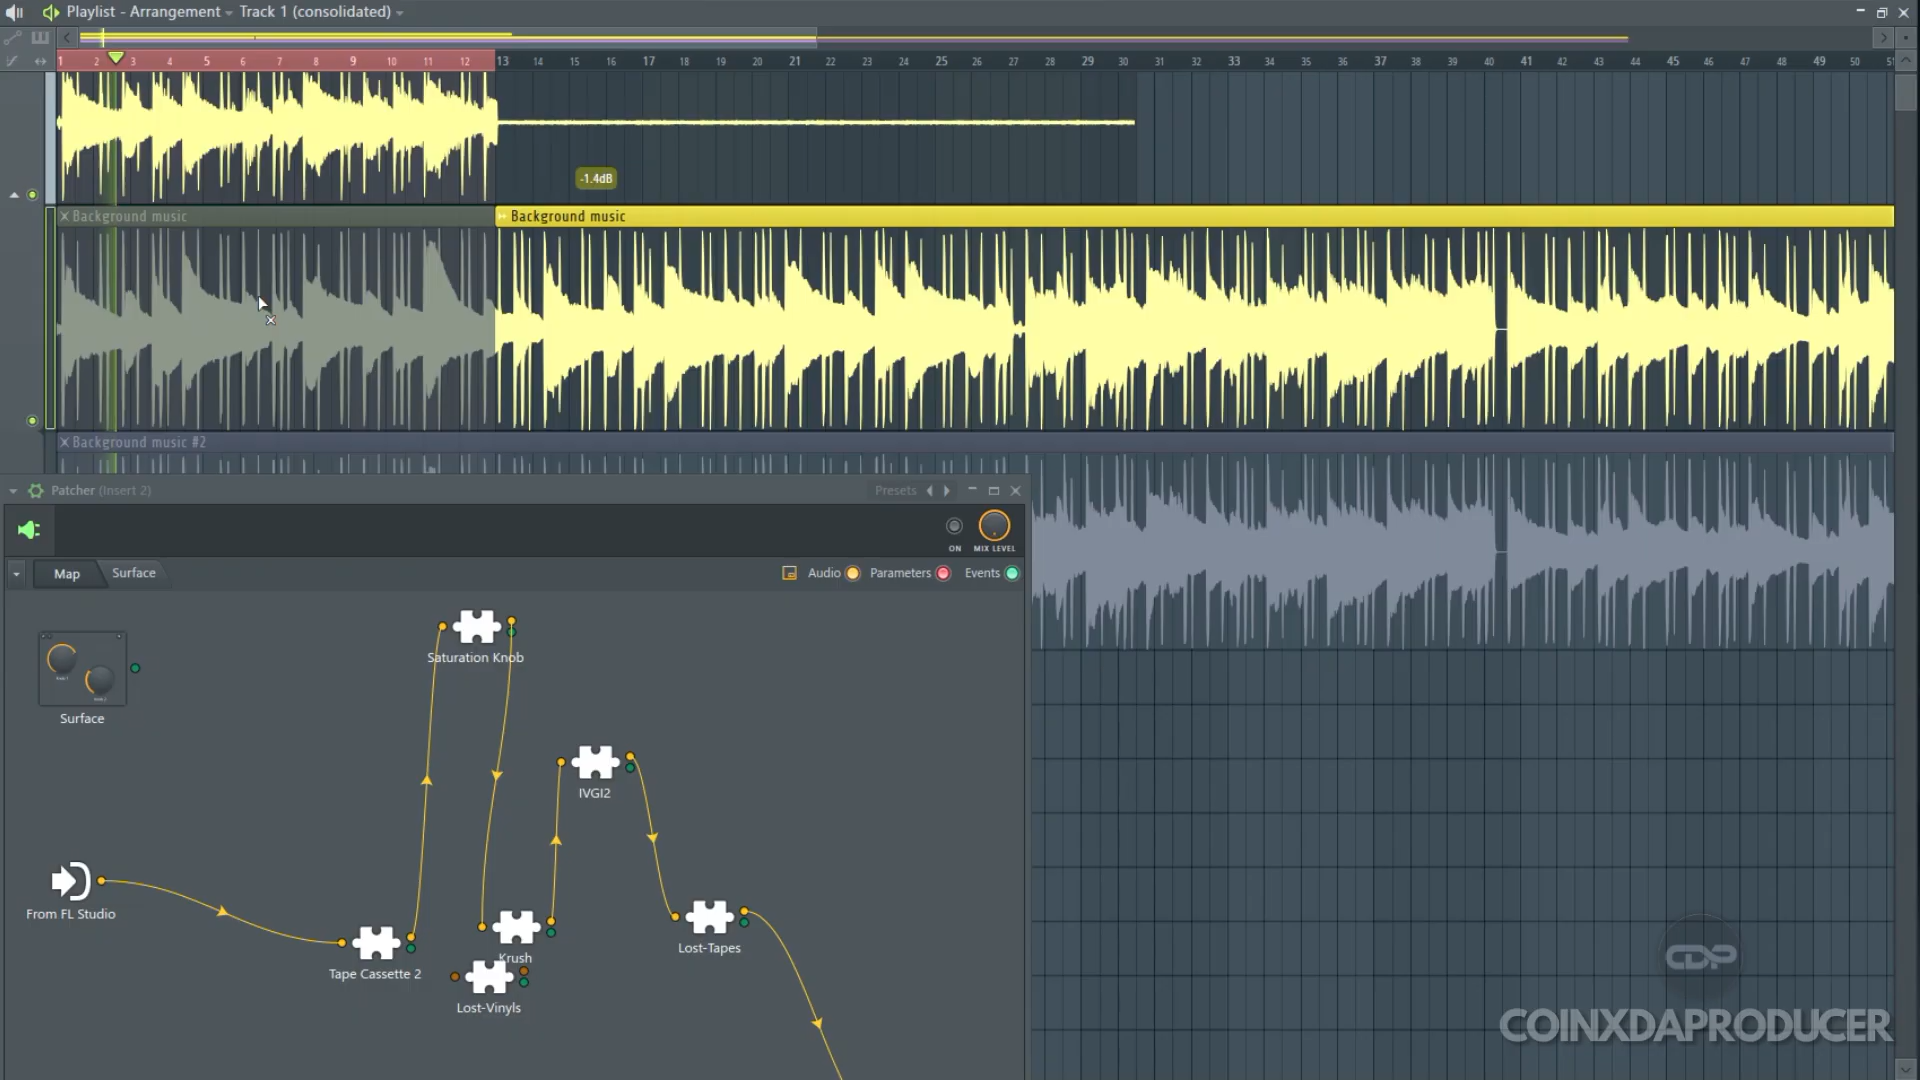 Playlist - Arrangement Track 1 (consolidated)
1 2 3 4 5 6 7 8 9 10 11 12 13 14 15 16 17 18 19 20 21 22 23 24 25 26 27 28 29 30 31 32 33 34 35 36 37 38 39 40 41 42 43 44 45 46 47 48 49 50
-1.4dB
Background music
Background music
Background music #2
Patcher (Insert 2)
Presets
ON
MIX LEVEL
Map
Surface
Audio
Parameters
Events
Saturation Knob
Surface
IVGI2
From FL Studio
Tape Cassette 2
Krush
Lost-Vinyls
Lost-Tapes
CDP
COINXDAPRODUCER